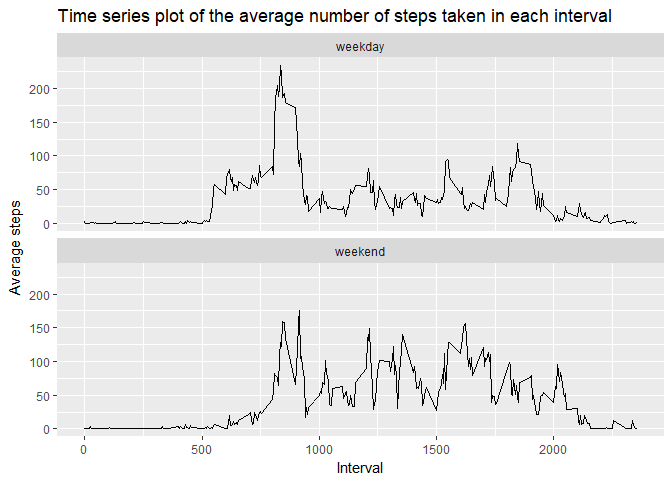 Time series plot of the average number of steps taken in each interval
weekday
200
150
100
50
0
weekend
200
150
100
50
0
Average steps
0 500 1000 1500 2000
Interval